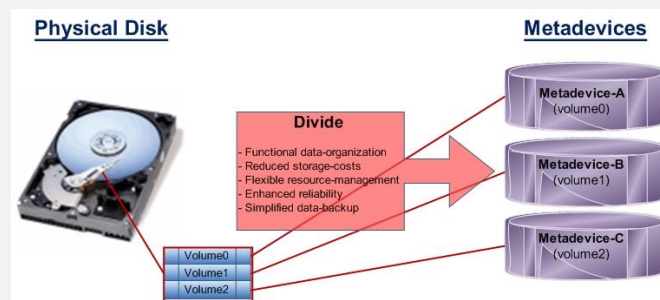 Physical Disk
Metadevices
Divide
- Functional data-organization
- Reduced storage-costs
- Flexible resource-management
- Enhanced reliability
- Simplified data-backup
Metadevice-A
(volume0)
Metadevice-B
(volume1)
Metadevice-C
(volume2)
Volume0
Volume1
Volume2